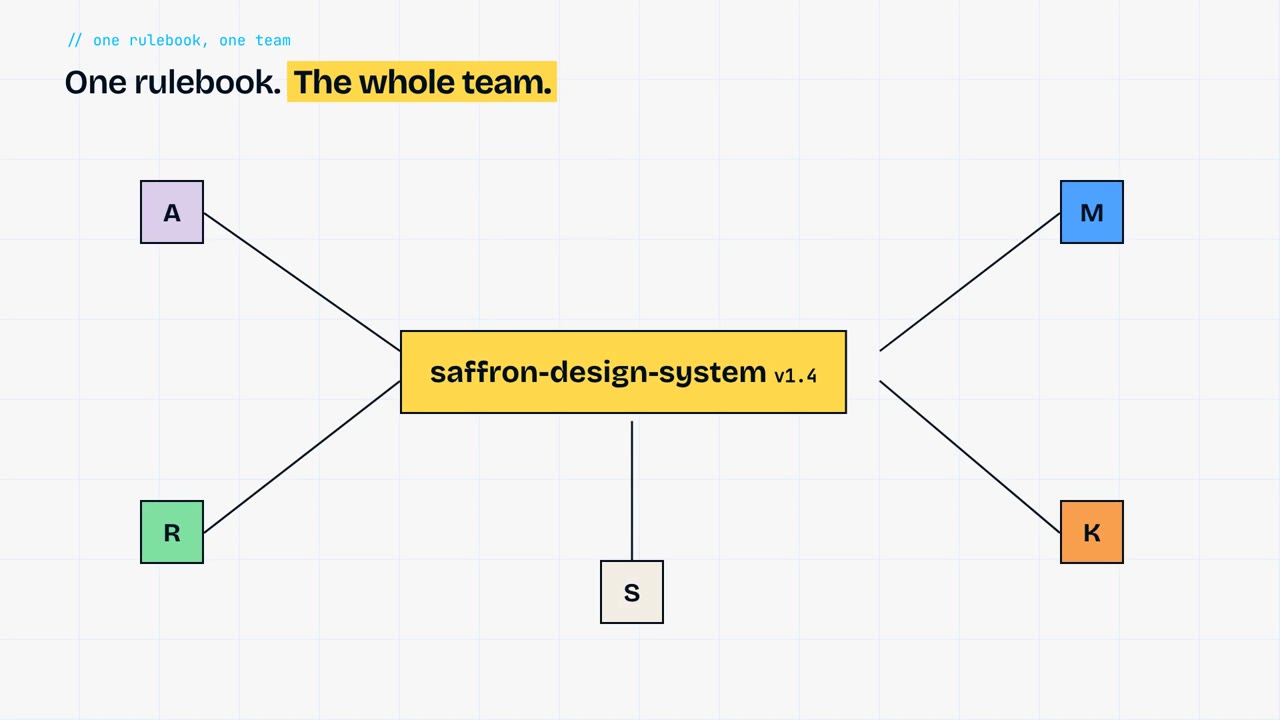 // one rulebook, one team
One rulebook. The whole team.
A
M
saffron-design-system v1.4
R
K
S